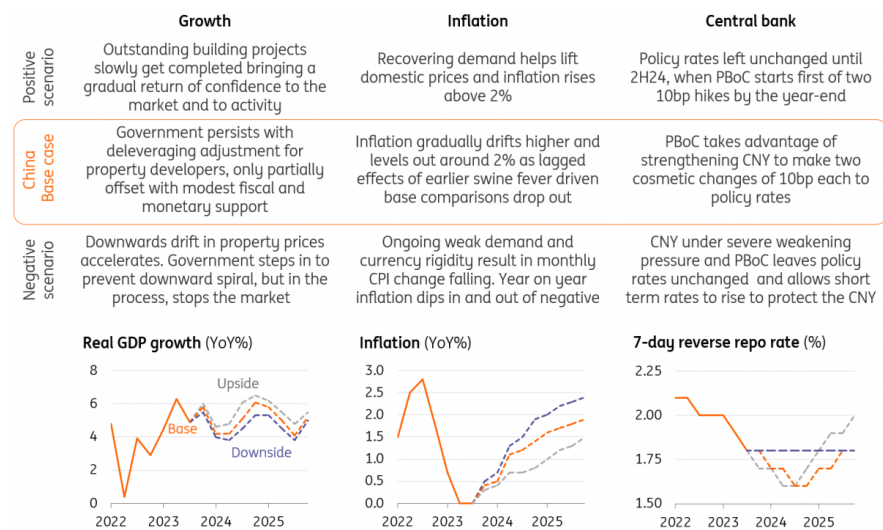 Growth
Inflation
Central bank
Positive
scenario
Outstanding building projects
slowly get completed bringing a
gradual return of confidence to the
market and to activity
Recovering demand helps lift
domestic prices and inflation rises
above 2%
Policy rates left unchanged until
2H24, when PBoC starts first of two
10bp hikes by the year-end
China
Base case
Government persists with
deleveraging adjustment for
property developers, only partially
offset with modest fiscal and
monetary support
Inflation gradually drifts higher and
levels out around 2% as lagged
effects of earlier swine fever driven
base comparisons drop out
PBoC takes advantage of
strengthening CNY to make two
cosmetic changes of 10bp each to
policy rates
Negative
scenario
Downwards drift in property prices
accelerates. Government steps in to
prevent downward spiral, but in the
process, stops the market
Ongoing weak demand and
currency rigidity result in monthly
CPI change falling. Year on year
inflation dips in and out of negative
CNY under severe weakening
pressure and PBoC leaves policy
rates unchanged and allows short
term rates to rise to protect the CNY
Real GDP growth (YoY%)
8
6
4
2
0
Upside
Base
Downside
2022 2023 2024 2025
Inflation (YoY%)
3.0
2.5
2.0
1.5
1.0
0.5
0.0
2022 2023 2024 2025
7-day reverse repo rate (%)
2.25
2.00
1.75
1.50
2022 2023 2024 2025